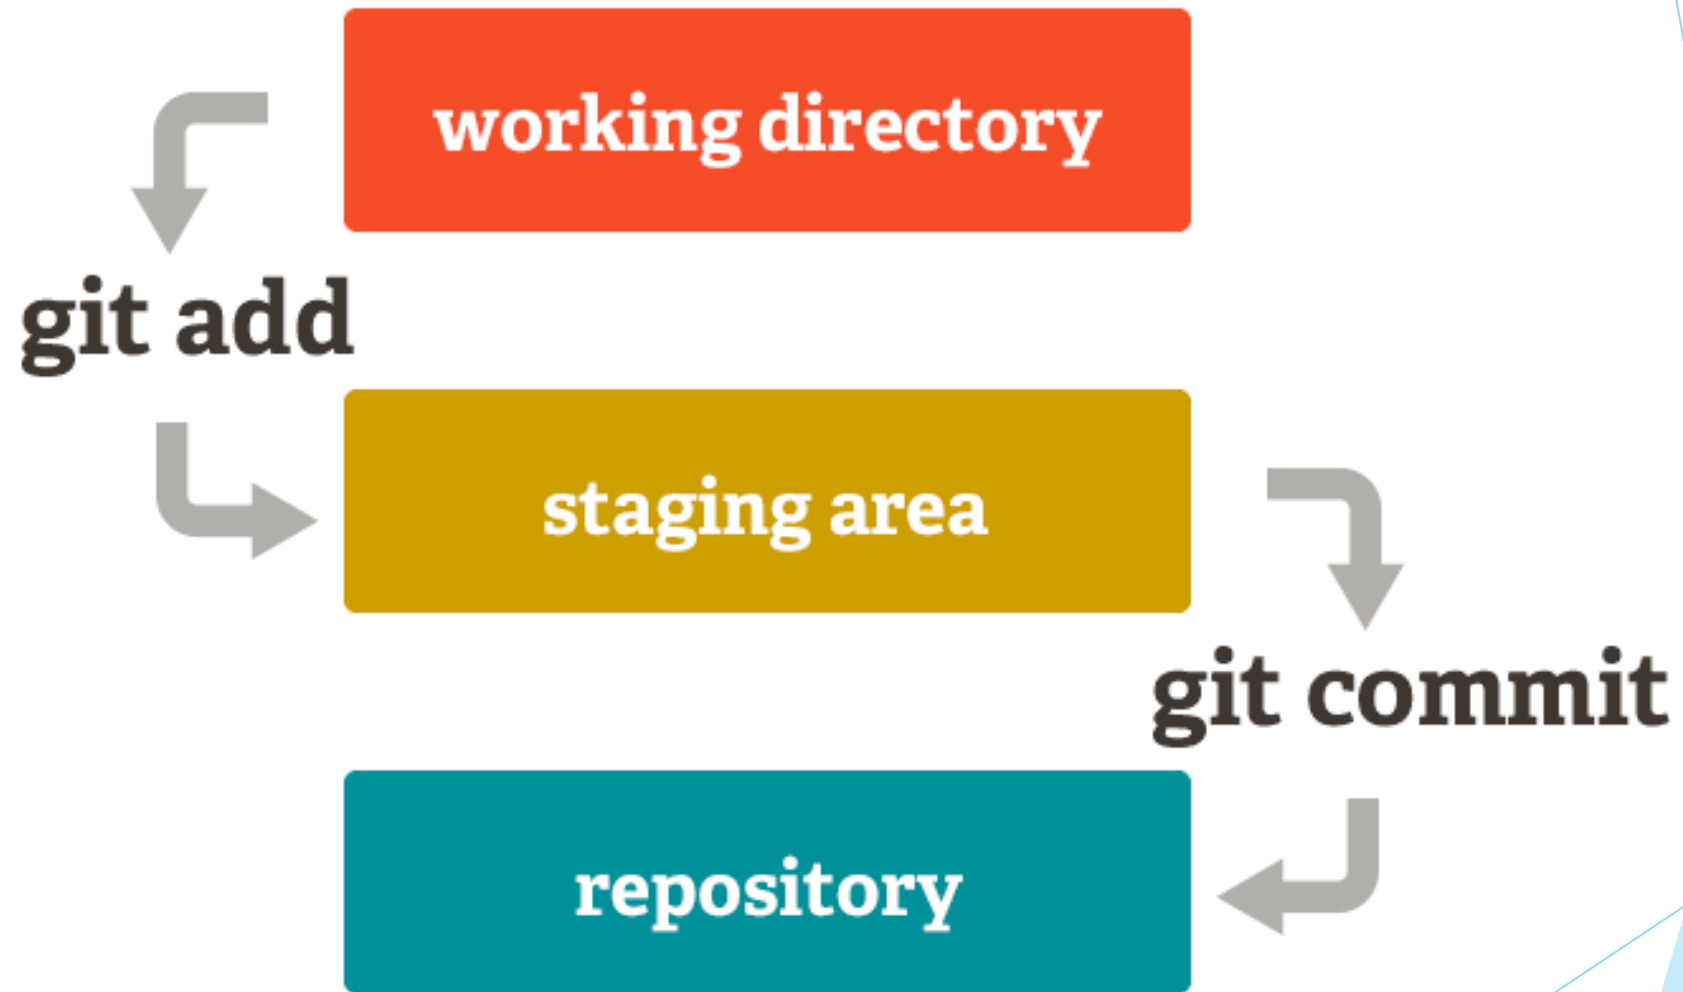 working directory
git add
staging area
git commit
repository